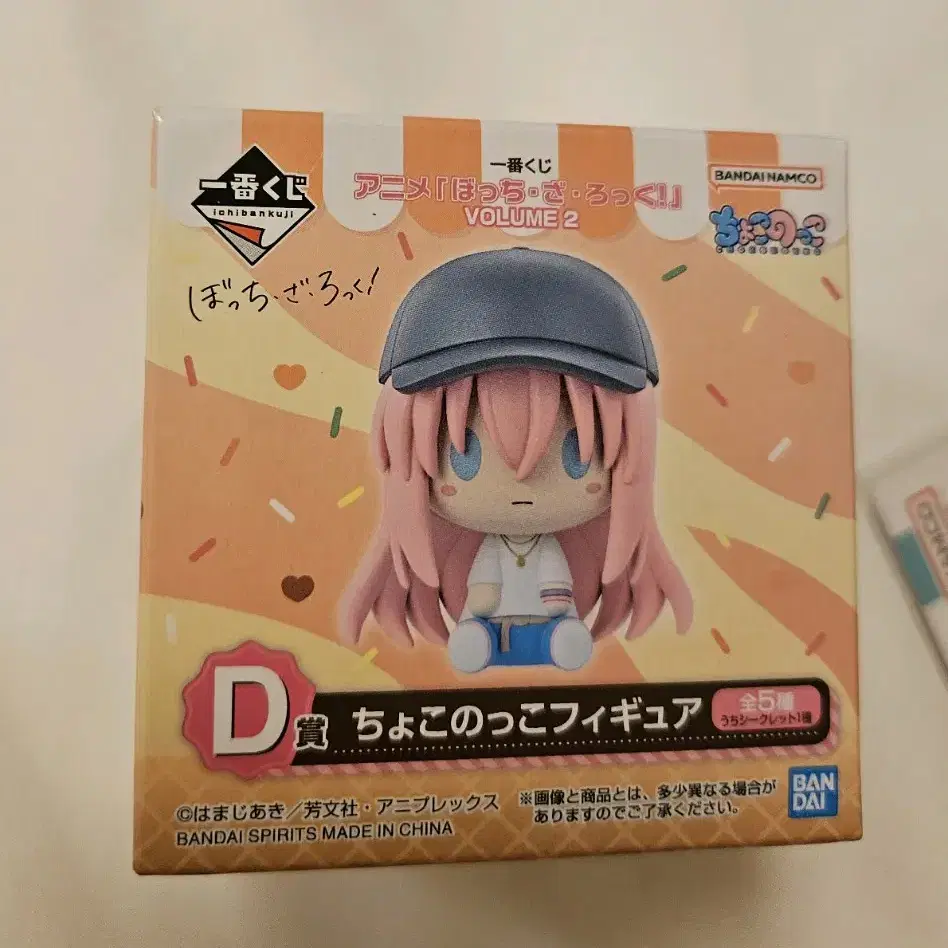 一番くじ
ichibankuji
一番くじ
アニメ「ぼっち・ざ・ろっく!」
VOLUME 2
BANDAI NAMCO
ちょこのっこ
CHOKONOKKO
ぼっち・ざ・ろっく!
D賞
ちょこのっこフィギュア
全5種
うちシークレット1種
©はまじあき/芳文社・アニプレックス
BANDAI SPIRITS MADE IN CHINA
※画像と商品とは、多少異なる場合が
ありますのでご了承ください。
BAN
DAI